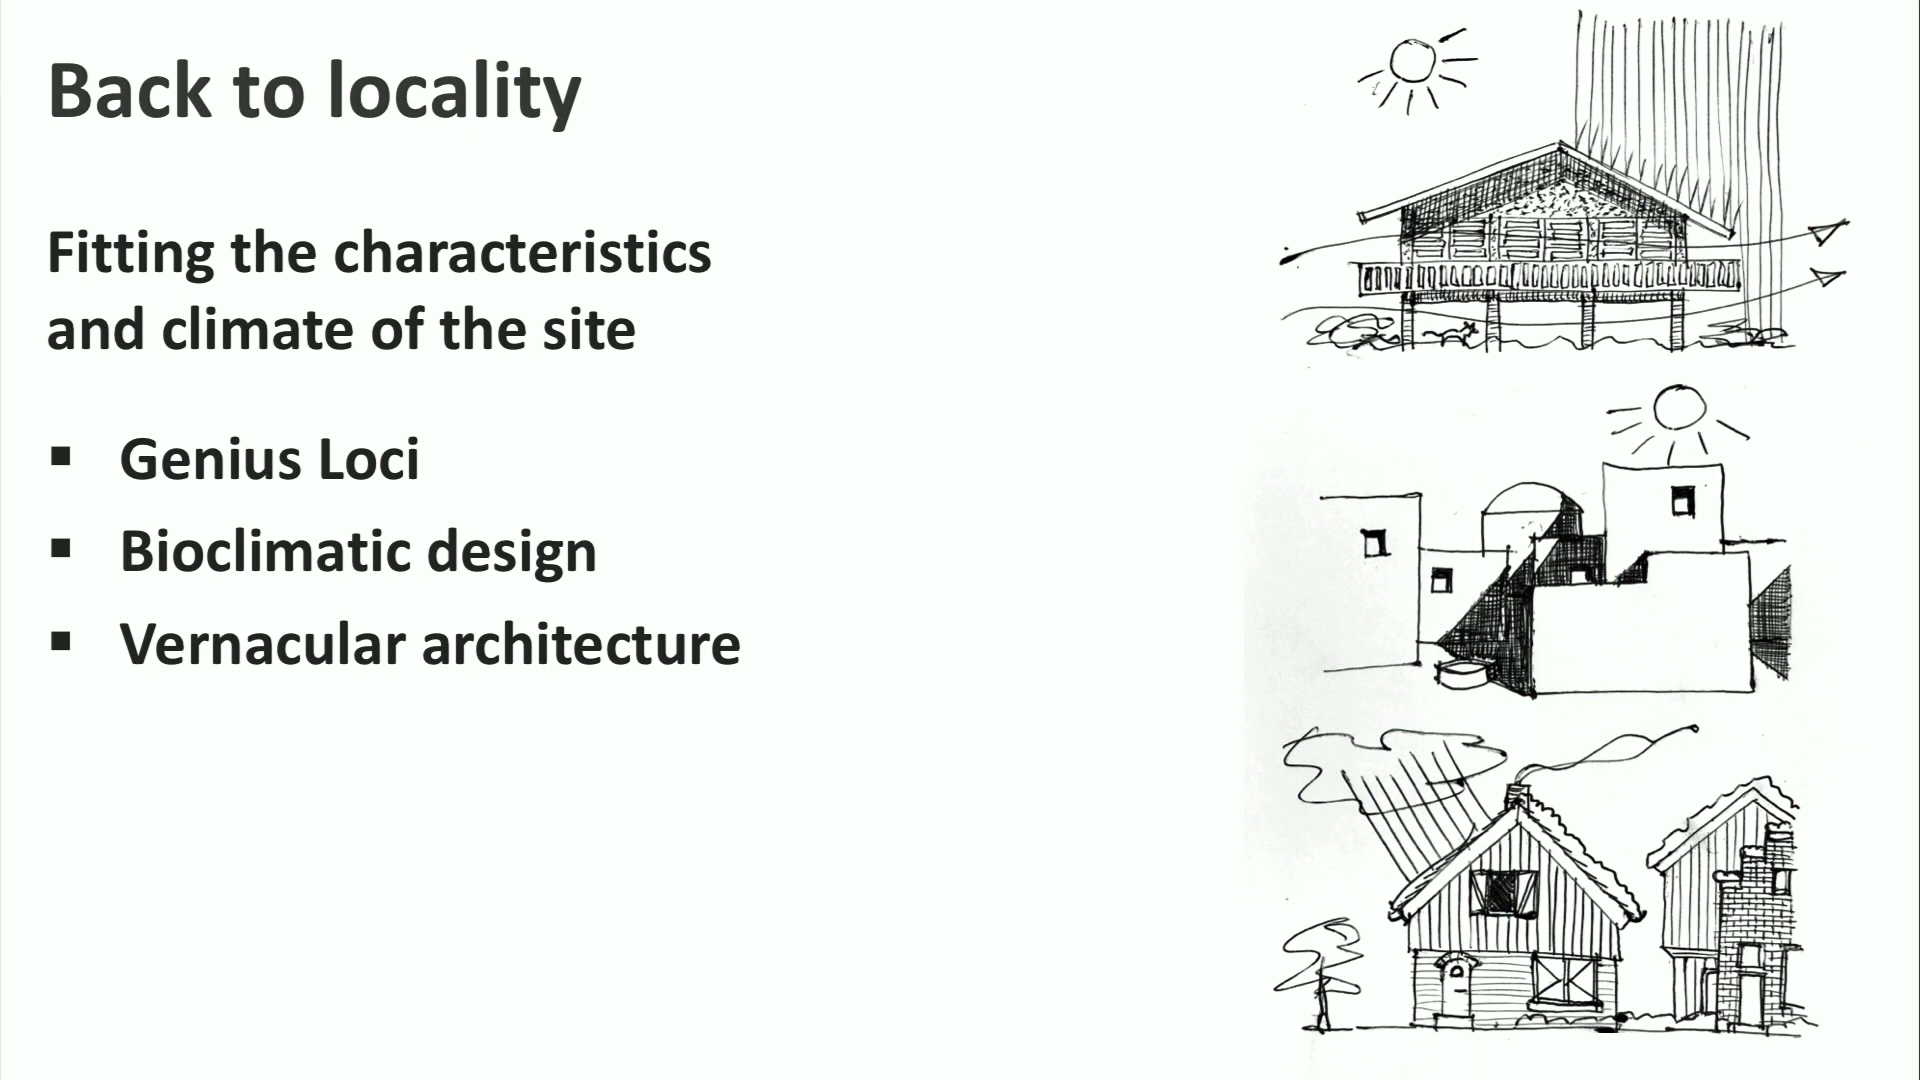 Back to locality
Fitting the characteristics
and climate of the site
▪ Genius Loci
▪ Bioclimatic design
▪ Vernacular architecture